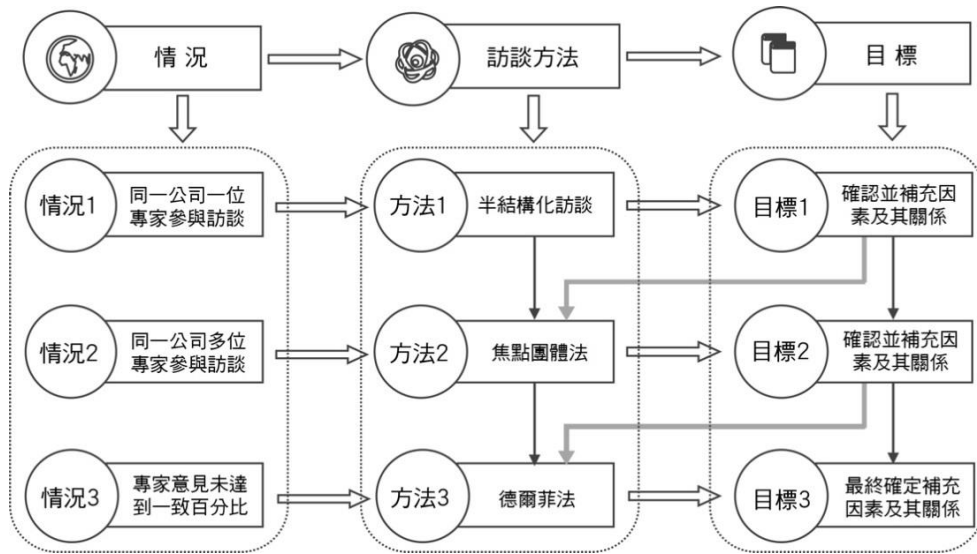 情況
訪談方法
目標
情況1
同一公司一位
專家參與訪談
方法1
半結構化訪談
目標1
確認並補充因
素及其關係
情況2
同一公司多位
專家參與訪談
方法2
焦點團體法
目標2
確認並補充因
素及其關係
情況3
專家意見未達
到一致百分比
方法3
德爾菲法
目標3
最終確定補充
因素及其關係